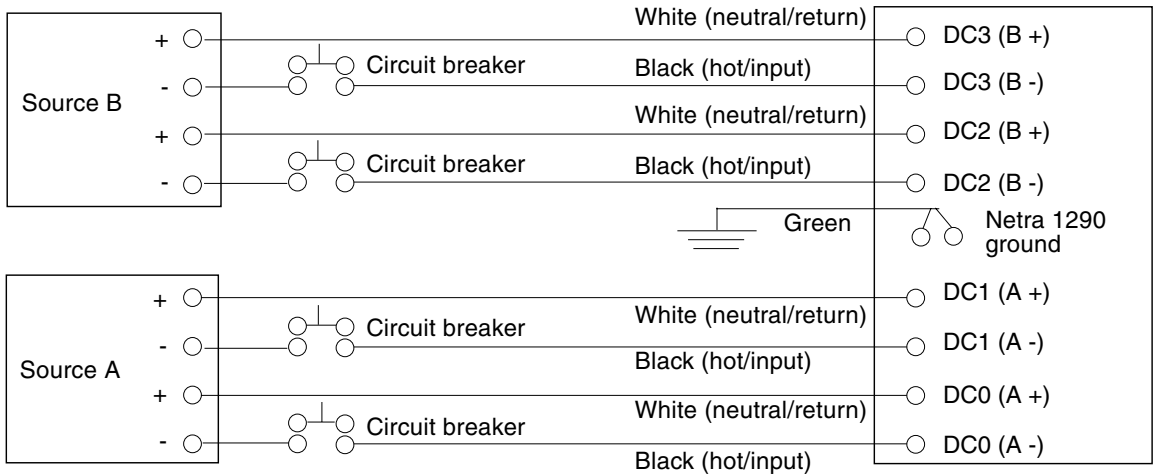 White (neutral/return)
+ DC3 (B +)
Circuit breaker Black (hot/input)
- DC3 (B -)
Source B
White (neutral/return)
+ DC2 (B +)
Circuit breaker Black (hot/input)
- DC2 (B -)
Green Netra 1290
ground
+ DC1 (A +)
Circuit breaker White (neutral/return)
- DC1 (A -)
Black (hot/input)
Source A
+ DC0 (A +)
White (neutral/return)
Circuit breaker
- DC0 (A -)
Black (hot/input)